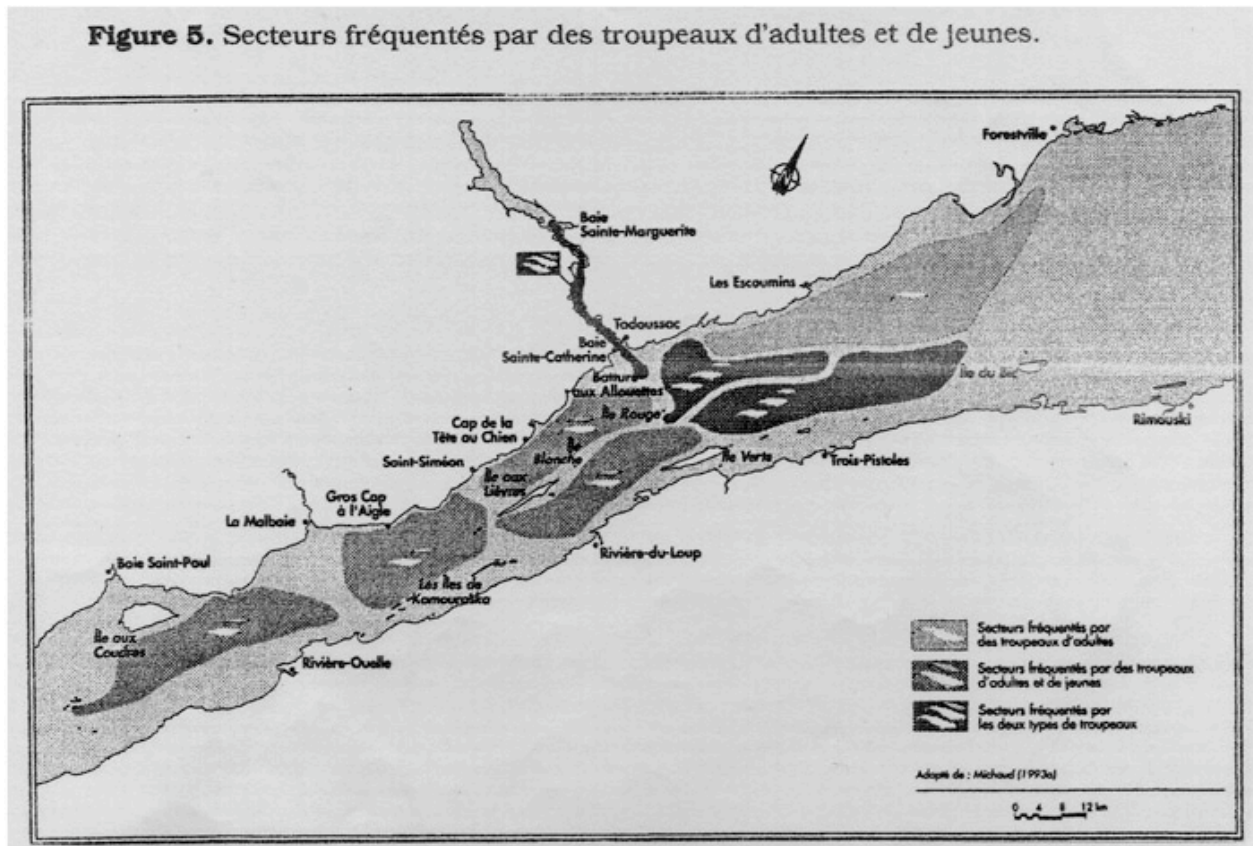 Figure 5. Secteurs fréquentés par des troupeaux d'adultes et de jeunes.
Forestville
Baie
Sainte-Marguerite
Les Escoumins
Tadoussac
Baie
Sainte-Catherine
Batture
aux Allouettes
Île du Bic
Île Rouge
Cap de la
Tête au Chien
Rimouski
Île
Blanche
Île Verte
Trois-Pistoles
Saint-Siméon
Île aux
Lièvres
Gros Cap
à l'Aigle
La Malbaie
Rivière-du-Loup
Baie Saint-Paul
Les Îles de
Kamouraska
Île aux
Coudres
Rivière-Ouelle
Secteurs fréquentés par
des troupeaux d'adultes
Secteurs fréquentés par des troupeaux
d'adultes et de jeunes
Secteurs fréquentés par
les deux types de troupeaux
Adapté de : Michaud (1993a)
0 4 8 12 km